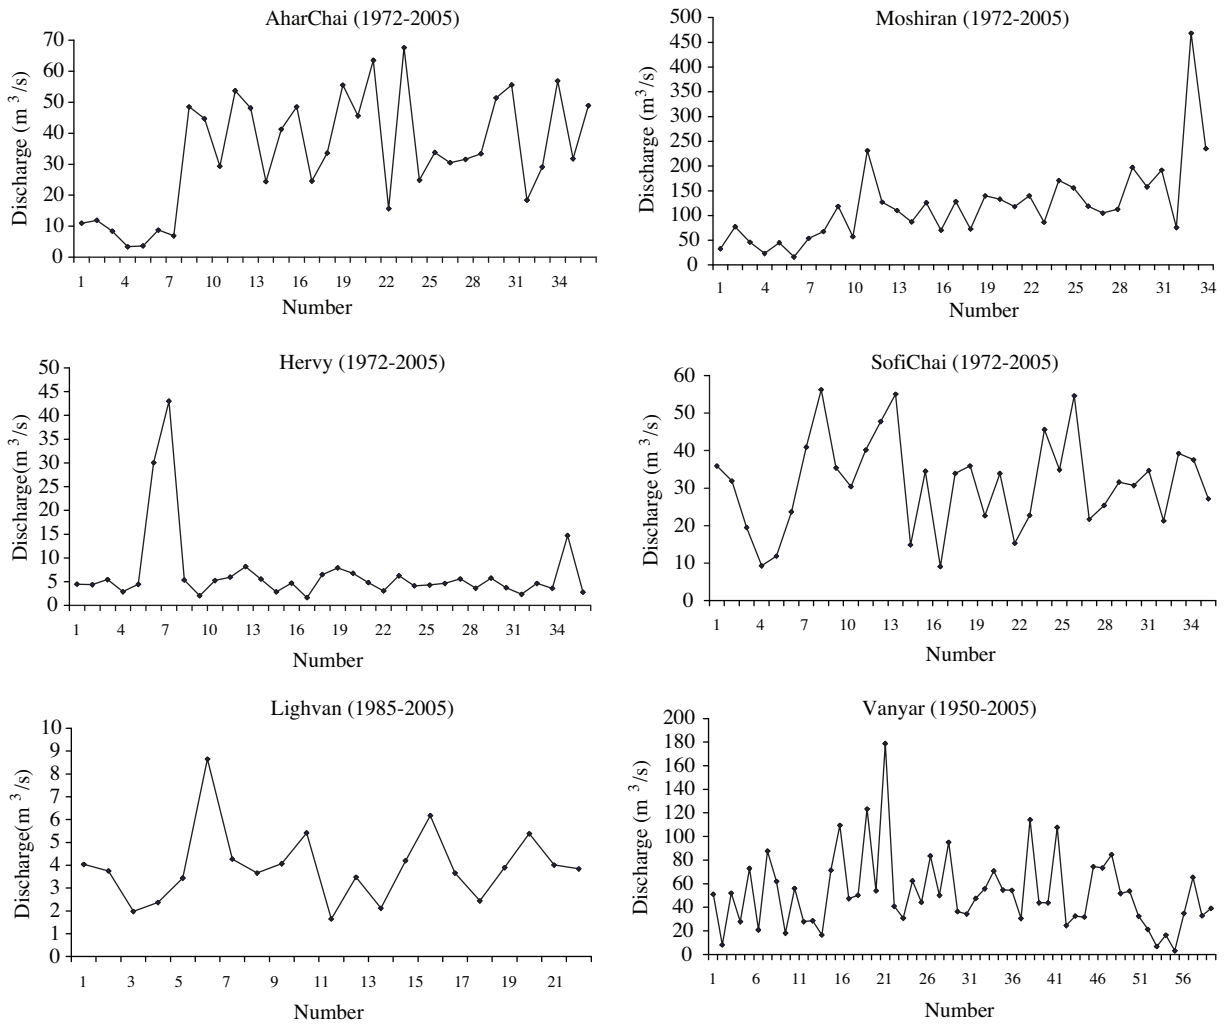 AharChai (1972-2005)
Discharge (m 3/s)
70
60
50
40
30
20
10
0
1 4 7 10 13 16 19 22 25 28 31 34
Number
Moshiran (1972-2005)
Discharge (m3/s)
500
450
400
350
300
250
200
150
100
50
0
1 4 7 10 13 16 19 22 25 28 31 34
Number
Hervy (1972-2005)
Discharge(m 3/s)
50
45
40
35
30
25
20
15
10
5
0
1 4 7 10 13 16 19 22 25 28 31 34
Number
SofiChai (1972-2005)
Discharge (m 3/s)
60
50
40
30
20
10
0
1 4 7 10 13 16 19 22 25 28 31 34
Number
Lighvan (1985-2005)
Discharge(m 3/s)
10
9
8
7
6
5
4
3
2
1
0
1 3 5 7 9 11 13 15 17 19 21
Number
Vanyar (1950-2005)
Discharge (m 3/s)
200
180
160
140
120
100
80
60
40
20
0
1 6 11 16 21 26 31 36 41 46 51 56
Number